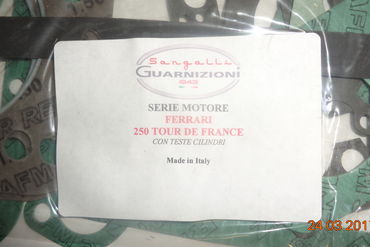 Sangalli
GUARNIZIONI
SERIE MOTORE
FERRARI
250 TOUR DE FRANCE
CON TESTE CILINDRI
Made in Italy
24.03.201